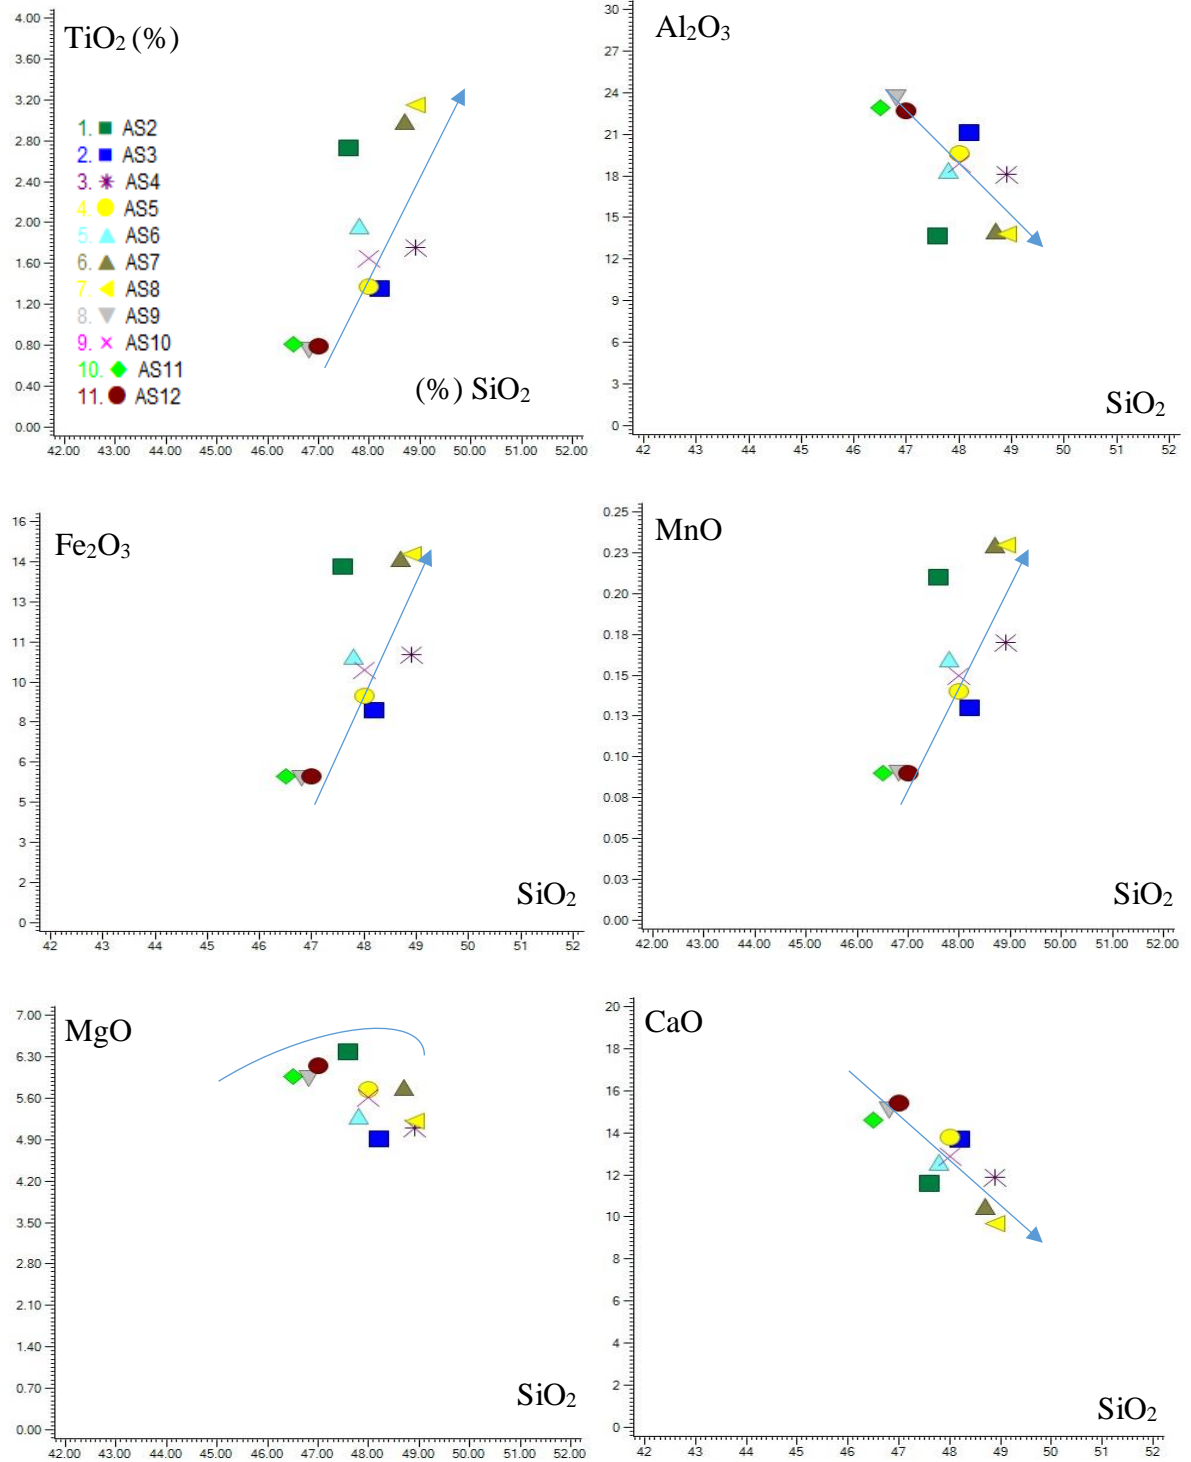 TiO₂ (%)
4.00
3.60
3.20
2.80
2.40
2.00
1.60
1.20
0.80
0.40
0.00
1. AS2
2. AS3
3. AS4
4. AS5
5. AS6
6. AS7
7. AS8
8. AS9
9. AS10
10. AS11
11. AS12
(%) SiO₂
42.00 43.00 44.00 45.00 46.00 47.00 48.00 49.00 50.00 51.00 52.00
Al₂O₃
30
27
24
21
18
15
12
9
6
3
0
SiO₂
42 43 44 45 46 47 48 49 50 51 52
Fe₂O₃
16
14
13
11
10
8
6
5
3
2
0
SiO₂
42 43 44 45 46 47 48 49 50 51 52
MnO
0.25
0.23
0.20
0.18
0.15
0.13
0.10
0.08
0.05
0.03
0.00
SiO₂
42.00 43.00 44.00 45.00 46.00 47.00 48.00 49.00 50.00 51.00 52.00
MgO
7.00
6.30
5.60
4.90
4.20
3.50
2.80
2.10
1.40
0.70
0.00
SiO₂
42.00 43.00 44.00 45.00 46.00 47.00 48.00 49.00 50.00 51.00 52.00
CaO
20
18
16
14
12
10
8
6
4
2
0
SiO₂
42 43 44 45 46 47 48 49 50 51 52